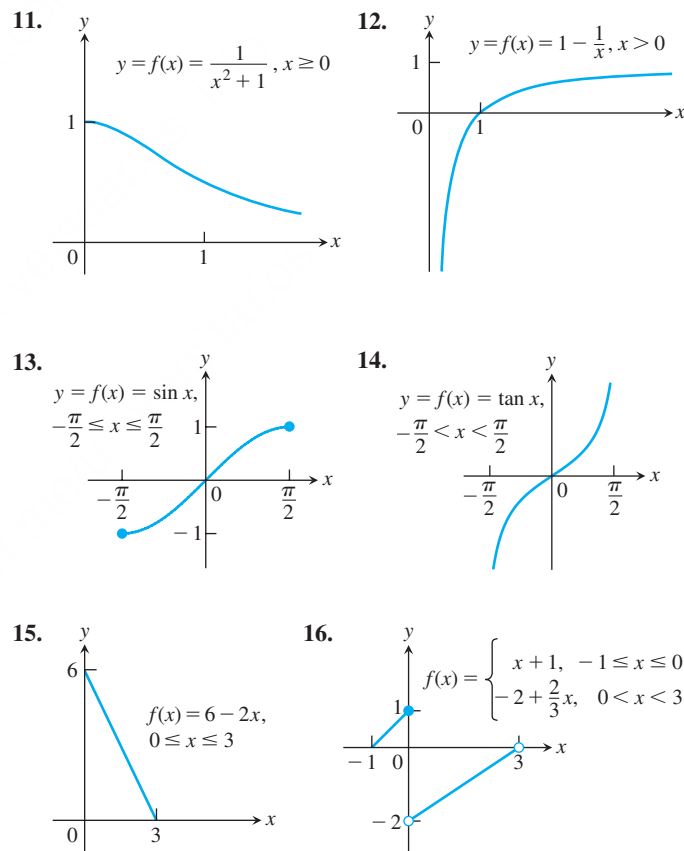 11.
y
y = f(x) = 1/(x² + 1), x ≥ 0
1
0
1
x
12.
y
y = f(x) = 1 − 1/x, x > 0
1
0
1
x
13.
y
y = f(x) = sin x,
−π/2 ≤ x ≤ π/2
1
x
−π/2
0
π/2
−1
14.
y
y = f(x) = tan x,
−π/2 < x < π/2
x
−π/2
0
π/2
15.
y
6
f(x) = 6 − 2x,
0 ≤ x ≤ 3
x
0
3
16.
y
f(x) = { x + 1, −1 ≤ x ≤ 0
−2 + 2/3 x, 0 < x < 3
1
x
−1
0
3
−2